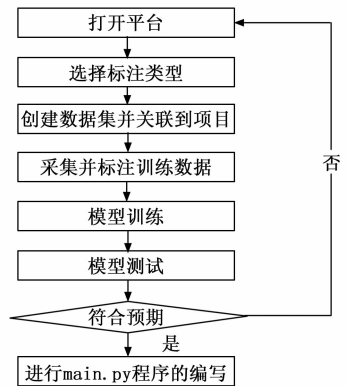 打开平台
选择标注类型
创建数据集并关联到项目
采集并标注训练数据
否
模型训练
模型测试
符合预期
是
进行main.py程序的编写